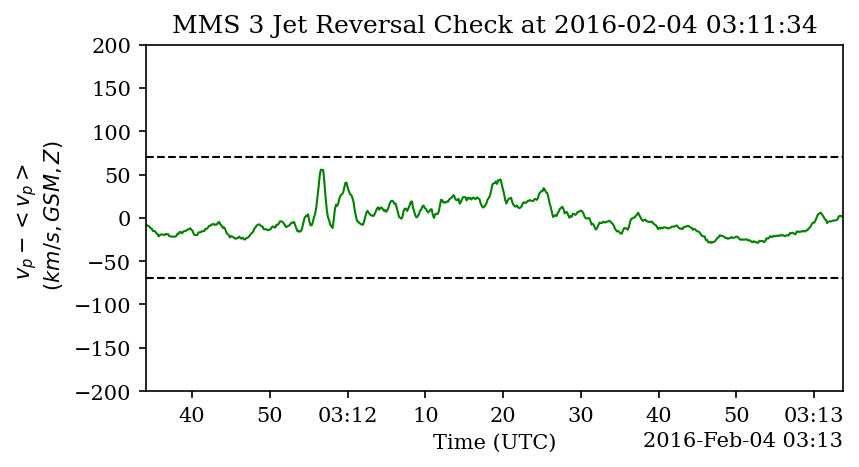 MMS 3 Jet Reversal Check at 2016-02-04 03:11:34
200
150
100
50
0
−50
−100
−150
−200
v_p − < v_p >
(km/s, GSM, Z)
40 50 03:12 10 20 30 40 50 03:13
Time (UTC)
2016-Feb-04 03:13